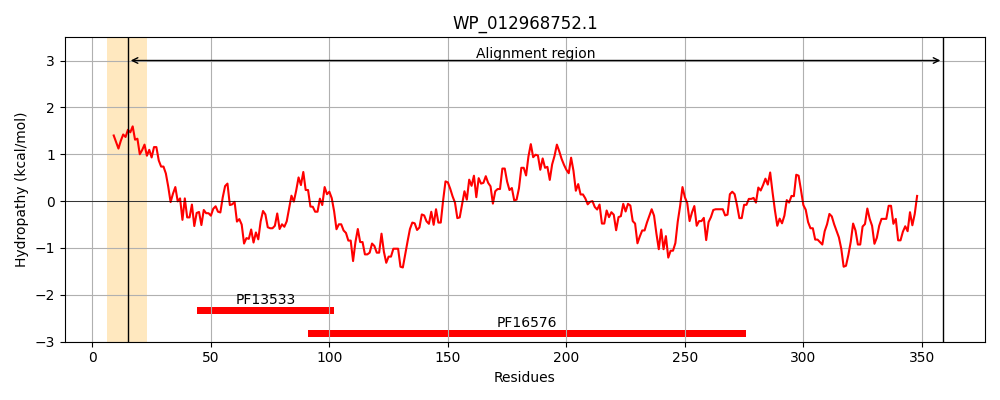 WP_012968752.1
Alignment region
Hydropathy (kcal/mol)
3
2
1
0
−1
−2
−3
PF13533
PF16576
0 50 100 150 200 250 300 350
Residues